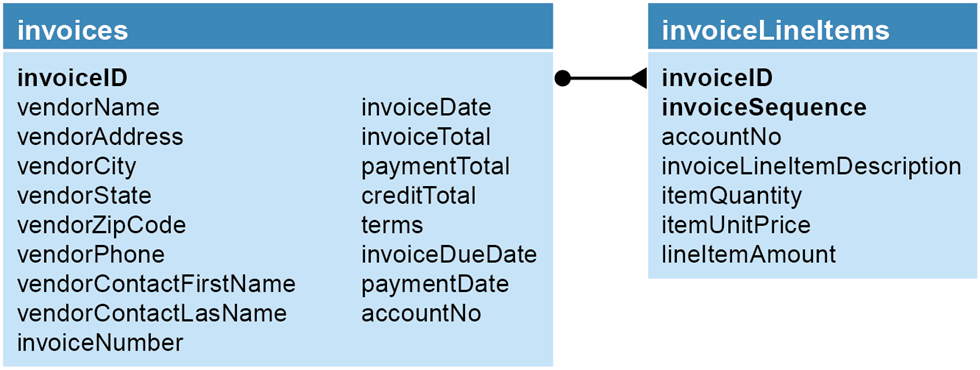 invoices
invoiceID
vendorName
vendorAddress
vendorCity
vendorState
vendorZipCode
vendorPhone
vendorContactFirstName
vendorContactLasName
invoiceNumber
invoiceDate
invoiceTotal
paymentTotal
creditTotal
terms
invoiceDueDate
paymentDate
accountNo
invoiceLineItems
invoiceID
invoiceSequence
accountNo
invoiceLineItemDescription
itemQuantity
itemUnitPrice
lineItemAmount